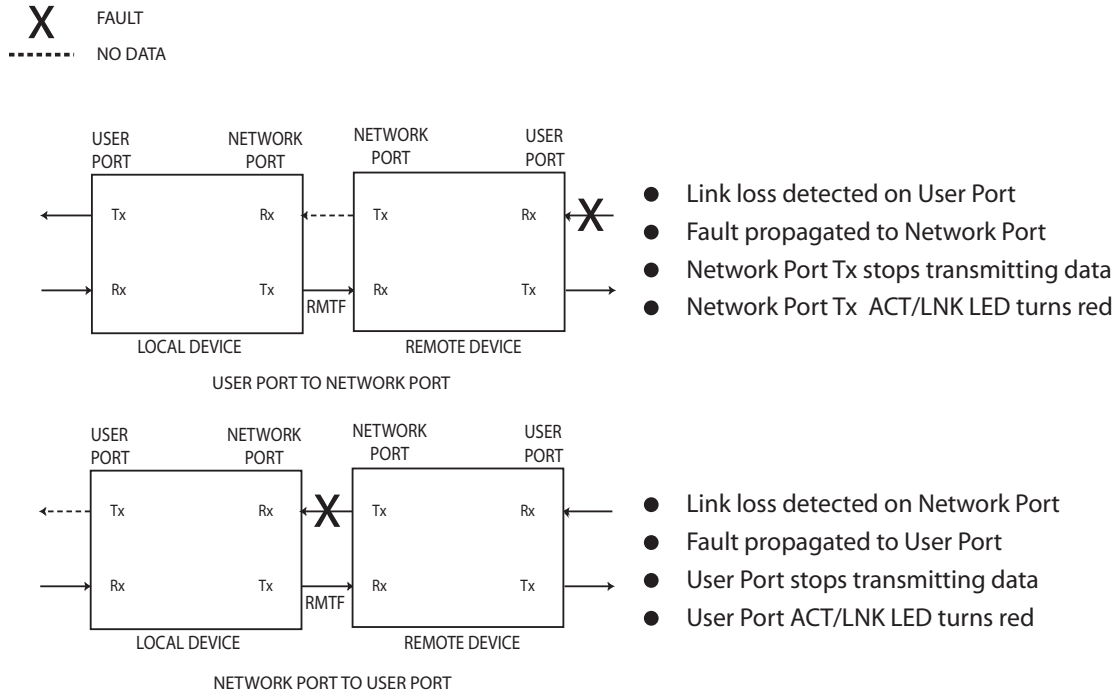 X FAULT
NO DATA
USER PORT
NETWORK PORT
NETWORK PORT
USER PORT
Tx
Rx
Tx
Rx
X
Rx
Tx
RMTF
Rx
Tx
LOCAL DEVICE
REMOTE DEVICE
USER PORT TO NETWORK PORT
● Link loss detected on User Port
● Fault propagated to Network Port
● Network Port Tx stops transmitting data
● Network Port Tx ACT/LNK LED turns red
USER PORT
NETWORK PORT
NETWORK PORT
USER PORT
Tx
Rx
X
Tx
Rx
Rx
Tx
RMTF
Rx
Tx
LOCAL DEVICE
REMOTE DEVICE
NETWORK PORT TO USER PORT
● Link loss detected on Network Port
● Fault propagated to User Port
● User Port stops transmitting data
● User Port ACT/LNK LED turns red